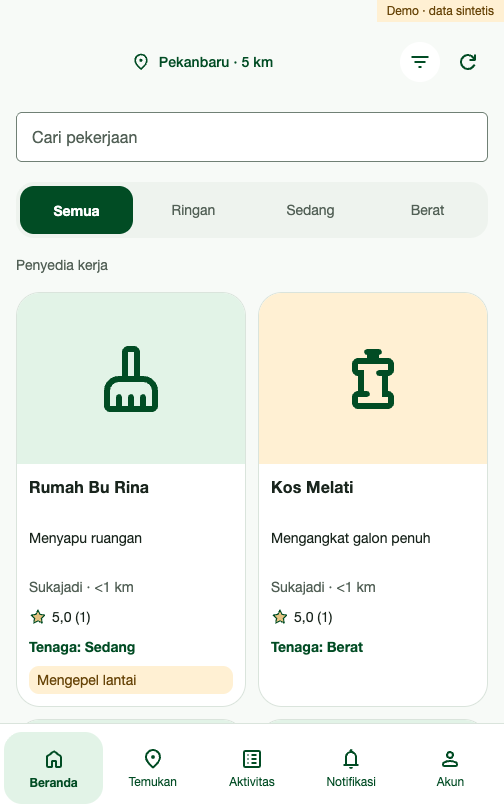 Demo · data sintetis
Pekanbaru · 5 km
Cari pekerjaan
Semua
Ringan
Sedang
Berat
Penyedia kerja
Rumah Bu Rina
Menyapu ruangan
Sukajadi · <1 km
5,0 (1)
Tenaga: Sedang
Mengepel lantai
Kos Melati
Mengangkat galon penuh
Sukajadi · <1 km
5,0 (1)
Tenaga: Berat
Beranda
Temukan
Aktivitas
Notifikasi
Akun